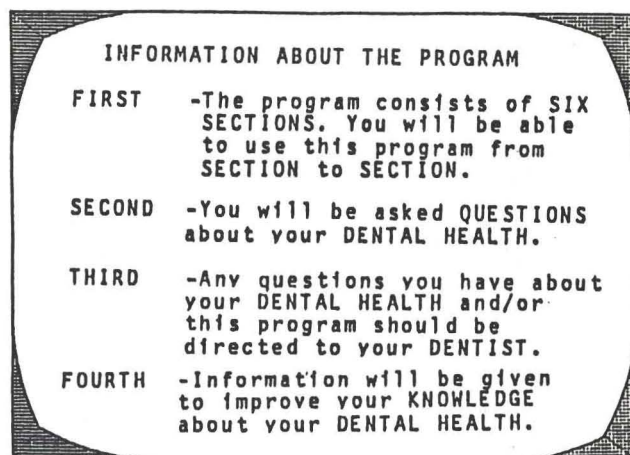 INFORMATION ABOUT THE PROGRAM
FIRST -The program consists of SIX
SECTIONS. You will be able
to use this program from
SECTION to SECTION.
SECOND -You will be asked QUESTIONS
about your DENTAL HEALTH.
THIRD -Any questions you have about
your DENTAL HEALTH and/or
this program should be
directed to your DENTIST.
FOURTH -Information will be given
to improve your KNOWLEDGE
about your DENTAL HEALTH.